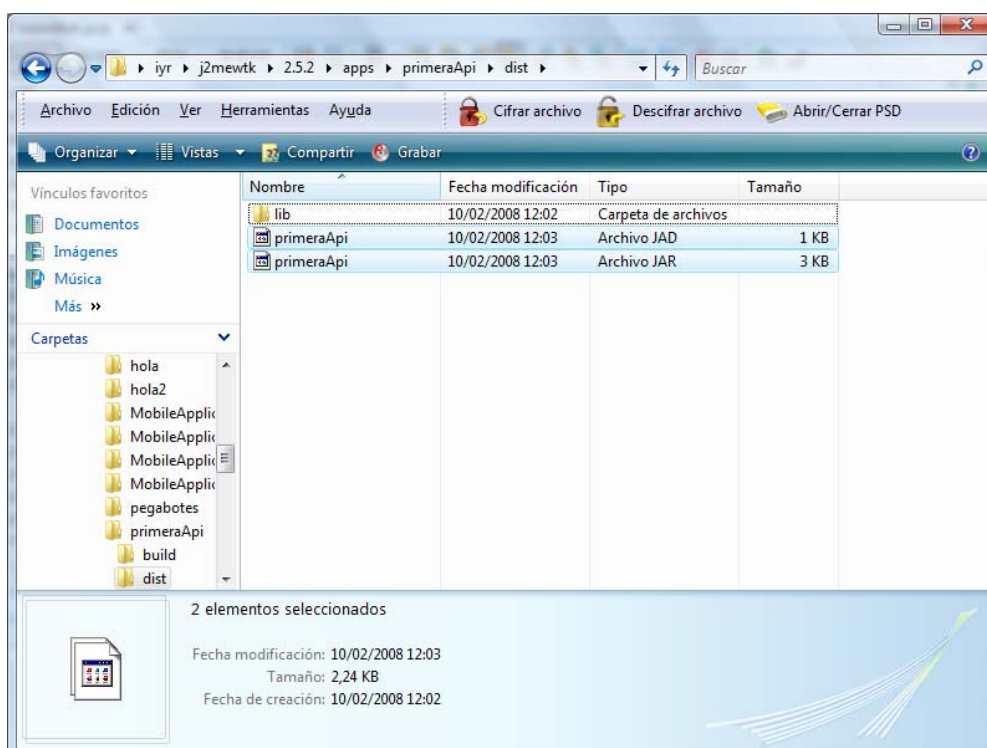 iyr ▸ j2mewtk ▸ 2.5.2 ▸ apps ▸ primeraApi ▸ dist ▸ Buscar
Archivo Edición Ver Herramientas Ayuda Cifrar archivo Descifrar archivo Abrir/Cerrar PSD
Organizar Vistas Compartir Grabar
Vínculos favoritos
Documentos
Imágenes
Música
Más »
Carpetas
hola
hola2
MobileApplic
MobileApplic
MobileApplic
MobileApplic
pegabotes
primeraApi
build
dist
Nombre Fecha modificación Tipo Tamaño
lib 10/02/2008 12:02 Carpeta de archivos
primeraApi 10/02/2008 12:03 Archivo JAD 1 KB
primeraApi 10/02/2008 12:03 Archivo JAR 3 KB
2 elementos seleccionados
Fecha modificación: 10/02/2008 12:03
Tamaño: 2,24 KB
Fecha de creación: 10/02/2008 12:02